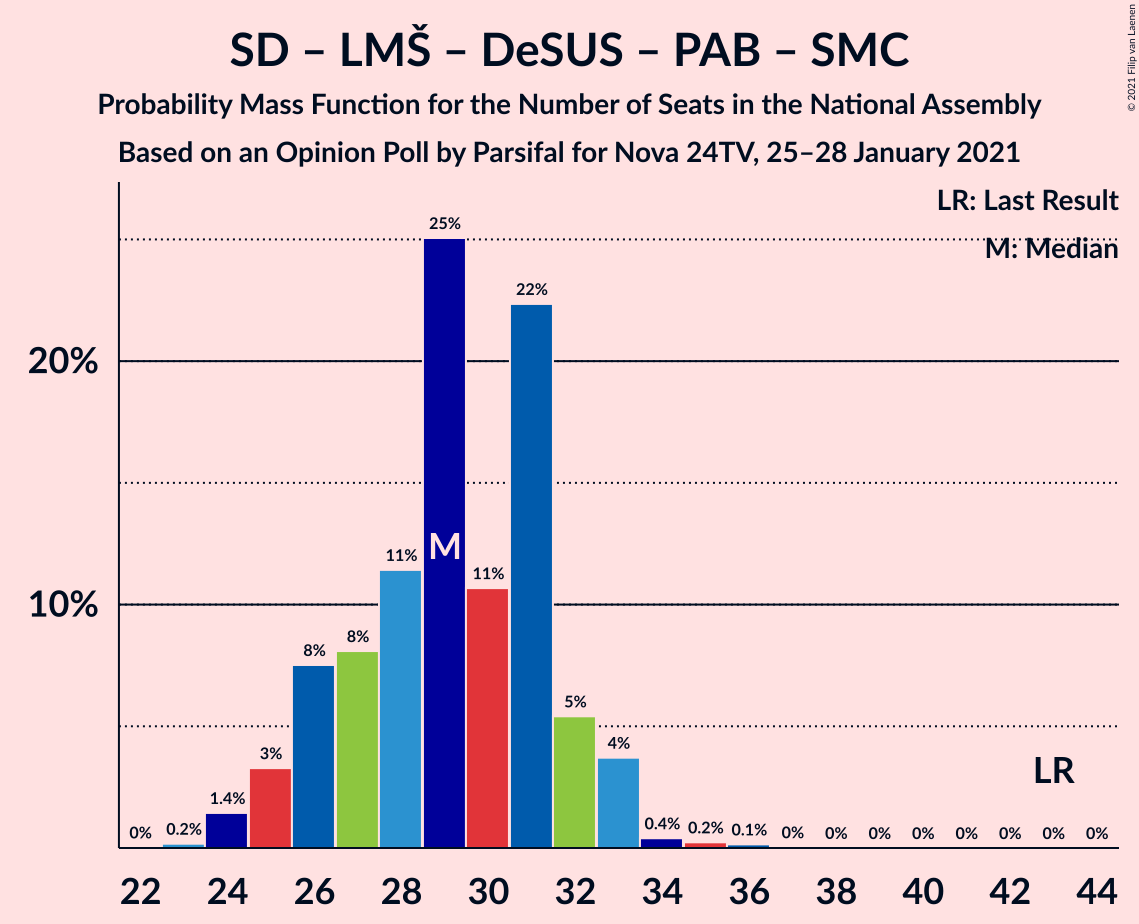 SD – LMŠ – DeSUS – PAB – SMC
Probability Mass Function for the Number of Seats in the National Assembly
Based on an Opinion Poll by Parsifal for Nova 24TV, 25–28 January 2021
© 2021 Filip van Laenen
LR: Last Result
M: Median
20%
10%
0% 0.2% 1.4% 3% 8% 8% 11% 25% 11% 22% 5% 4% 0.4% 0.2% 0.1% 0% 0% 0% 0% 0% 0% 0% 0%
M
LR
22 24 26 28 30 32 34 36 38 40 42 44